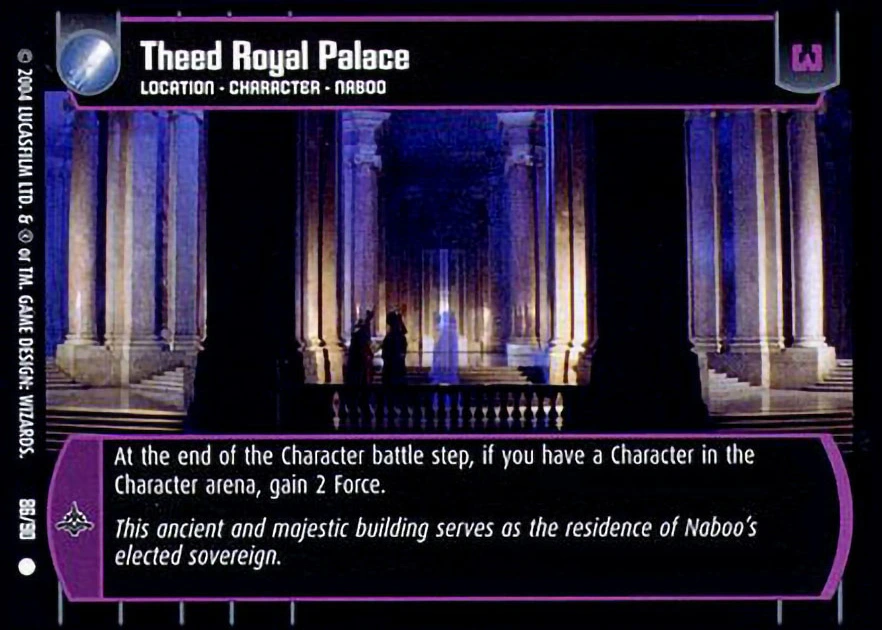 Theed Royal Palace
LOCATION - CHARACTER - NABOO
3
At the end of the Character battle step, if you have a Character in the
Character arena, gain 2 Force.
This ancient and majestic building serves as the residence of Naboo's
elected sovereign.
© 2004 LUCASFILM LTD. & ® or TM. GAME DESIGN: WIZARDS. 86/90